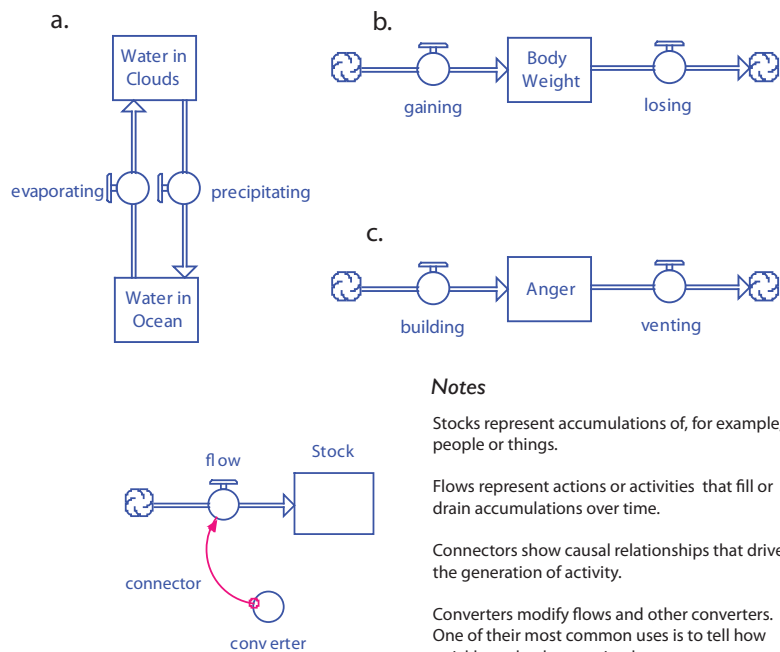 a.
Water in
Clouds
evaporating
precipitating
Water in
Ocean
b.
Body
Weight
gaining
losing
c.
Anger
building
venting
flow
Stock
connector
converter
Notes
Stocks represent accumulations of, for example,
people or things.
Flows represent actions or activities that fill or
drain accumulations over time.
Connectors show causal relationships that drive
the generation of activity.
Converters modify flows and other converters.
One of their most common uses is to tell how